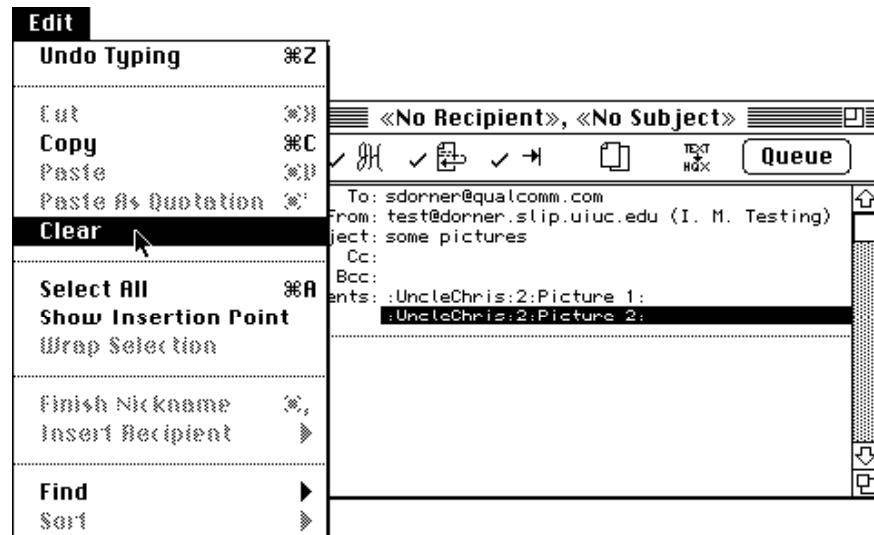 Edit
Undo Typing ⌘Z
Cut ⌘X
Copy ⌘C
Paste ⌘V
Paste As Quotation ⌘'
Clear
Select All ⌘A
Show Insertion Point
Wrap Selection
Finish Nickname ⌘,
Insert Recipient
Find
Sort
«No Recipient», «No Subject»
TEXT
HQX
Queue
To: sdorner@qualcomm.com
From: test@dorner.slip.uiuc.edu (I. M. Testing)
ject: some pictures
Cc:
Bcc:
ents: :UncleChris:2:Picture 1:
:UncleChris:2:Picture 2: